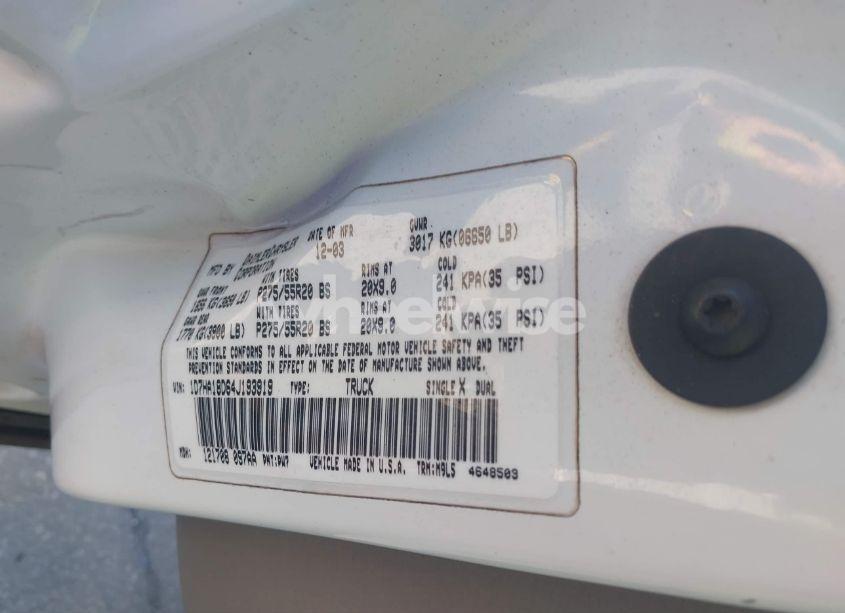 MFD BY DAIMLERCHRYSLER CORPORATION DATE OF MFR 12-03 GVWR 3017 KG(06650 LB)
GAWR FRONT WITH TIRES RIMS AT COLD
1656 KG(3650 LB) P275/55R20 BS 20X9.0 241 KPA(35 PSI)
GAWR REAR WITH TIRES RIMS AT COLD
1770 KG(3900 LB) P275/55R20 BS 20X9.0 241 KPA(35 PSI)
THIS VEHICLE CONFORMS TO ALL APPLICABLE FEDERAL MOTOR VEHICLE SAFETY AND THEFT
PREVENTION STANDARDS IN EFFECT ON THE DATE OF MANUFACTURE SHOWN ABOVE.
VIN: 1D7HA18D64J193919 TYPE: TRUCK SINGLE X DUAL
MDH: 121708 097AA PNT:PW7 VEHICLE MADE IN U.S.A. TRM:M9L5 4648503
wheelwise